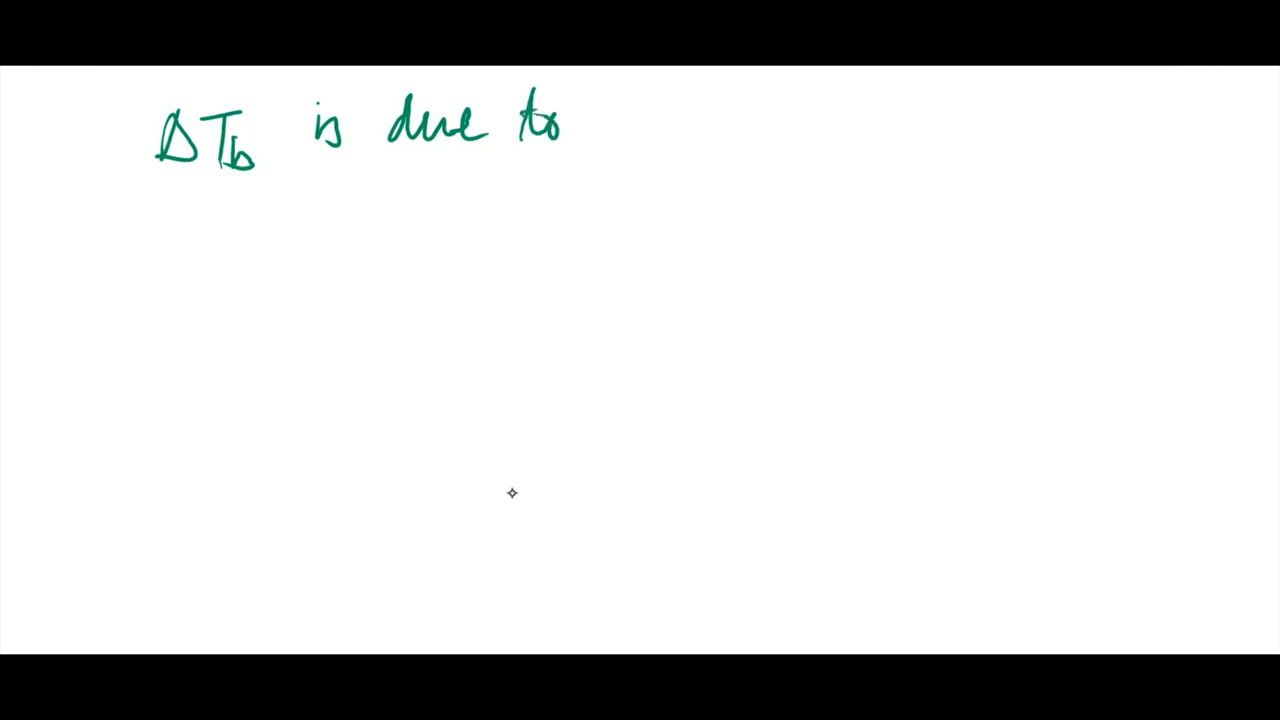 ΔTb is due to